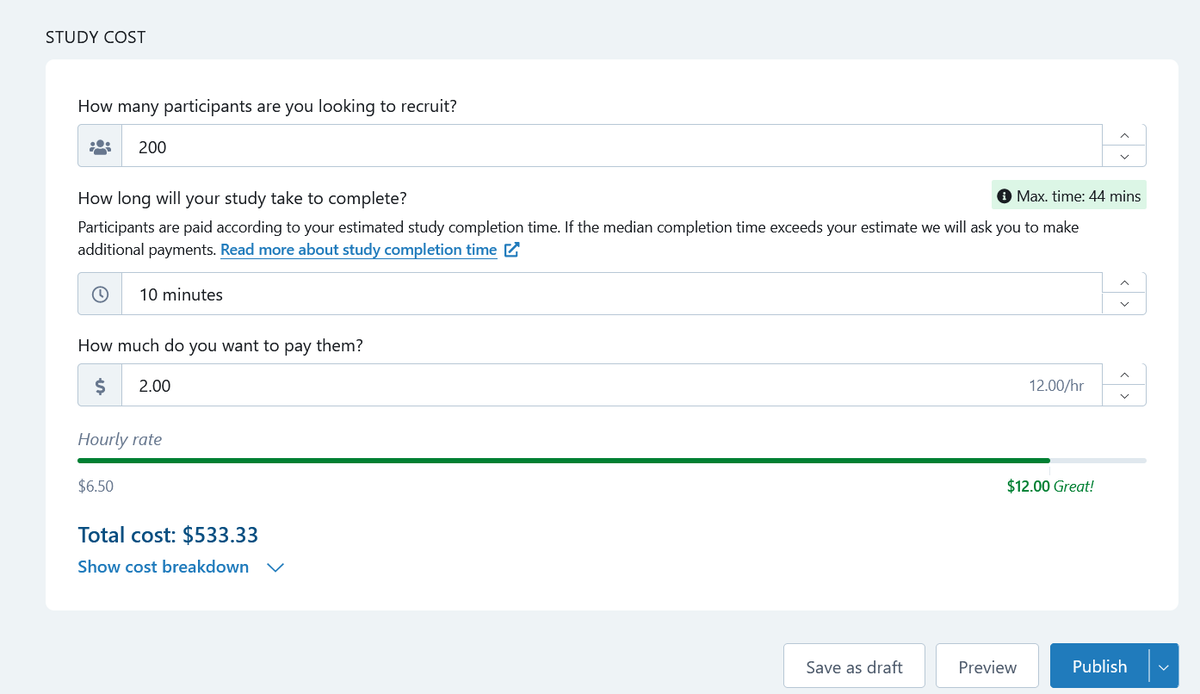 STUDY COST
How many participants are you looking to recruit?
200
How long will your study take to complete?
Max. time: 44 mins
Participants are paid according to your estimated study completion time. If the median completion time exceeds your estimate we will ask you to make
additional payments. Read more about study completion time
10 minutes
How much do you want to pay them?
$ 2.00 12.00/hr
Hourly rate
$6.50 $12.00 Great!
Total cost: $533.33
Show cost breakdown
Save as draft Preview Publish